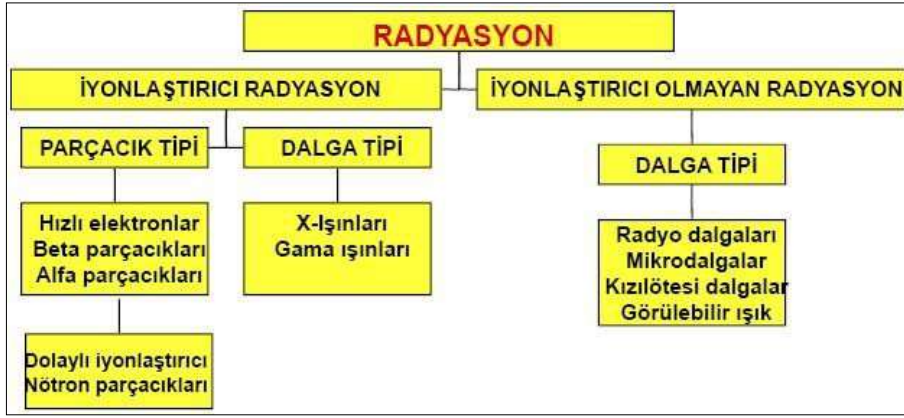 RADYASYON
İYONLAŞTIRICI RADYASYON
İYONLAŞTIRICI OLMAYAN RADYASYON
PARÇACIK TİPİ
DALGA TİPİ
DALGA TİPİ
Hızlı elektronlar
Beta parçacıkları
Alfa parçacıkları
X-Işınları
Gama ışınları
Radyo dalgaları
Mikrodalgalar
Kızılötesi dalgalar
Görülebilir ışık
Dolaylı iyonlaştırıcı
Nötron parçacıkları